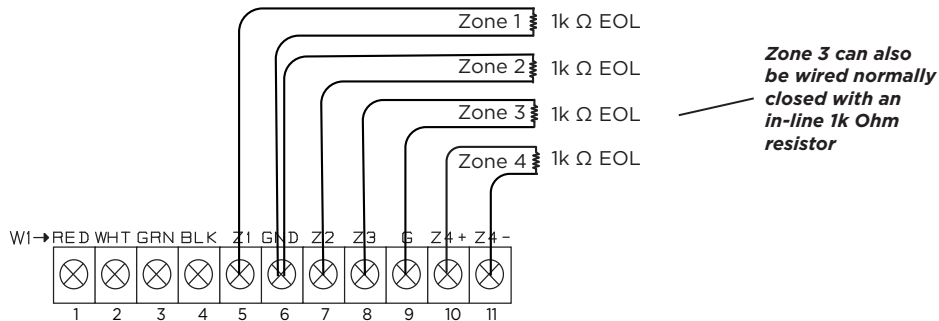 Zone 1 1k Ω EOL
Zone 2 1k Ω EOL
Zone 3 1k Ω EOL
Zone 4 1k Ω EOL
Zone 3 can also
be wired normally
closed with an
in-line 1k Ohm
resistor
W1→ RED WHT GRN BLK Z1 GND Z2 Z3 G Z4+ Z4-
1 2 3 4 5 6 7 8 9 10 11